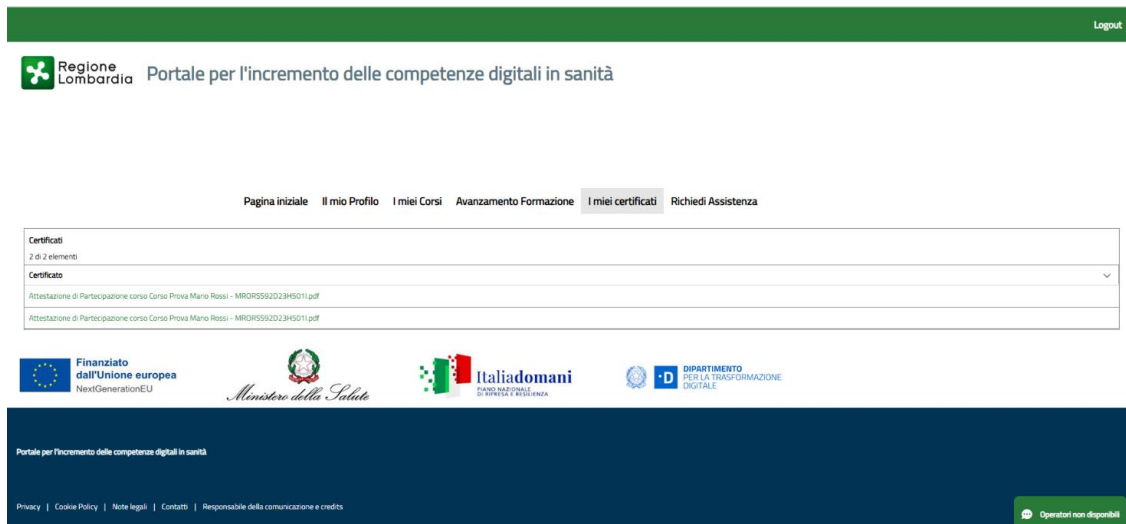 Logout
Regione
Lombardia
Portale per l'incremento delle competenze digitali in sanità
Pagina iniziale Il mio Profilo I miei Corsi Avanzamento Formazione I miei certificati Richiedi Assistenza
Certificati
2 di 2 elementi
Certificato
Attestazione di Partecipazione corso Corso Prova Mario Rossi - MRORSS92D23H501I.pdf
Attestazione di Partecipazione corso Corso Prova Mario Rossi - MRORSS92D23H501I.pdf
Finanziato
dall'Unione europea
NextGenerationEU
Ministero della Salute
Italiadomani
PIANO NAZIONALE
DI RIPRESA E RESILIENZA
DIPARTIMENTO
PER LA TRASFORMAZIONE
DIGITALE
Portale per l'incremento delle competenze digitali in sanità
Privacy | Cookie Policy | Note legali | Contatti | Responsabile della comunicazione e credits
Operatori non disponibili